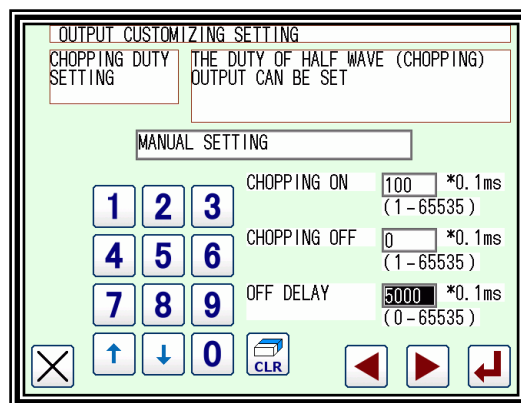 OUTPUT CUSTOMIZING SETTING
CHOPPING DUTY SETTING
THE DUTY OF HALF WAVE (CHOPPING) OUTPUT CAN BE SET
MANUAL SETTING
CHOPPING ON 100 *0.1ms
(1-65535)
CHOPPING OFF 0 *0.1ms
(1-65535)
OFF DELAY 5000 *0.1ms
(0-65535)
1 2 3
4 5 6
7 8 9
↑ ↓ 0 CLR